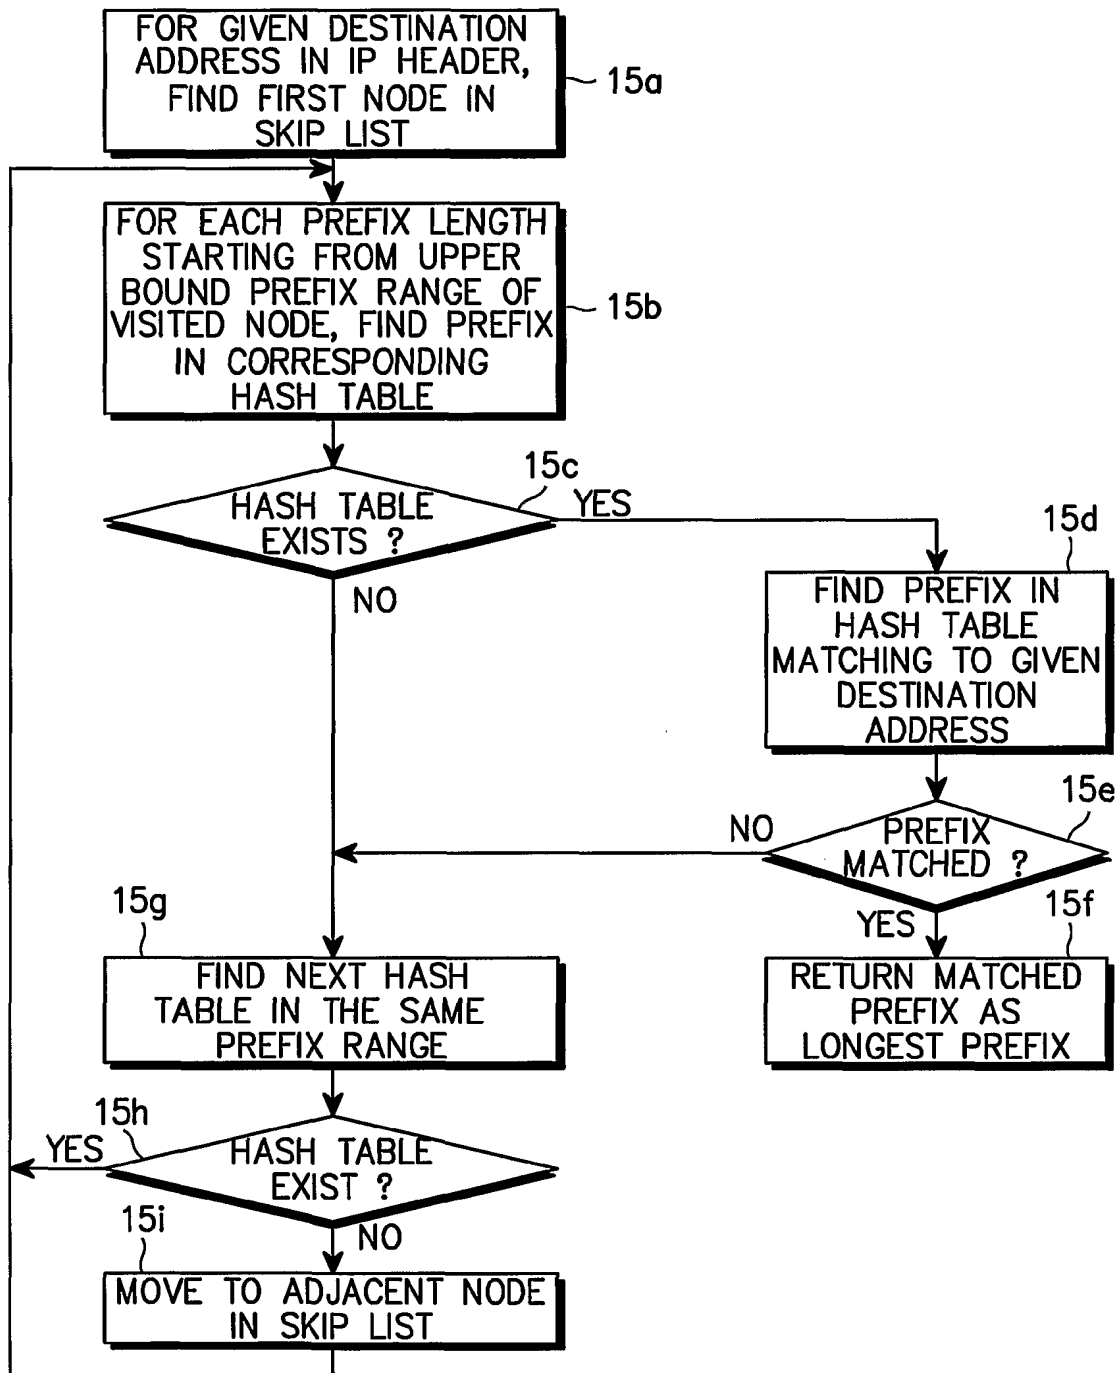 FOR GIVEN DESTINATION
ADDRESS IN IP HEADER,
FIND FIRST NODE IN
SKIP LIST
15a
FOR EACH PREFIX LENGTH
STARTING FROM UPPER
BOUND PREFIX RANGE OF
VISITED NODE, FIND PREFIX
IN CORRESPONDING
HASH TABLE
15b
15c
HASH TABLE
EXISTS ?
YES
NO
15d
FIND PREFIX IN
HASH TABLE
MATCHING TO GIVEN
DESTINATION
ADDRESS
15e
PREFIX
MATCHED ?
NO
YES
15f
RETURN MATCHED
PREFIX AS
LONGEST PREFIX
15g
FIND NEXT HASH
TABLE IN THE SAME
PREFIX RANGE
15h
HASH TABLE
EXIST ?
YES
NO
15i
MOVE TO ADJACENT NODE
IN SKIP LIST